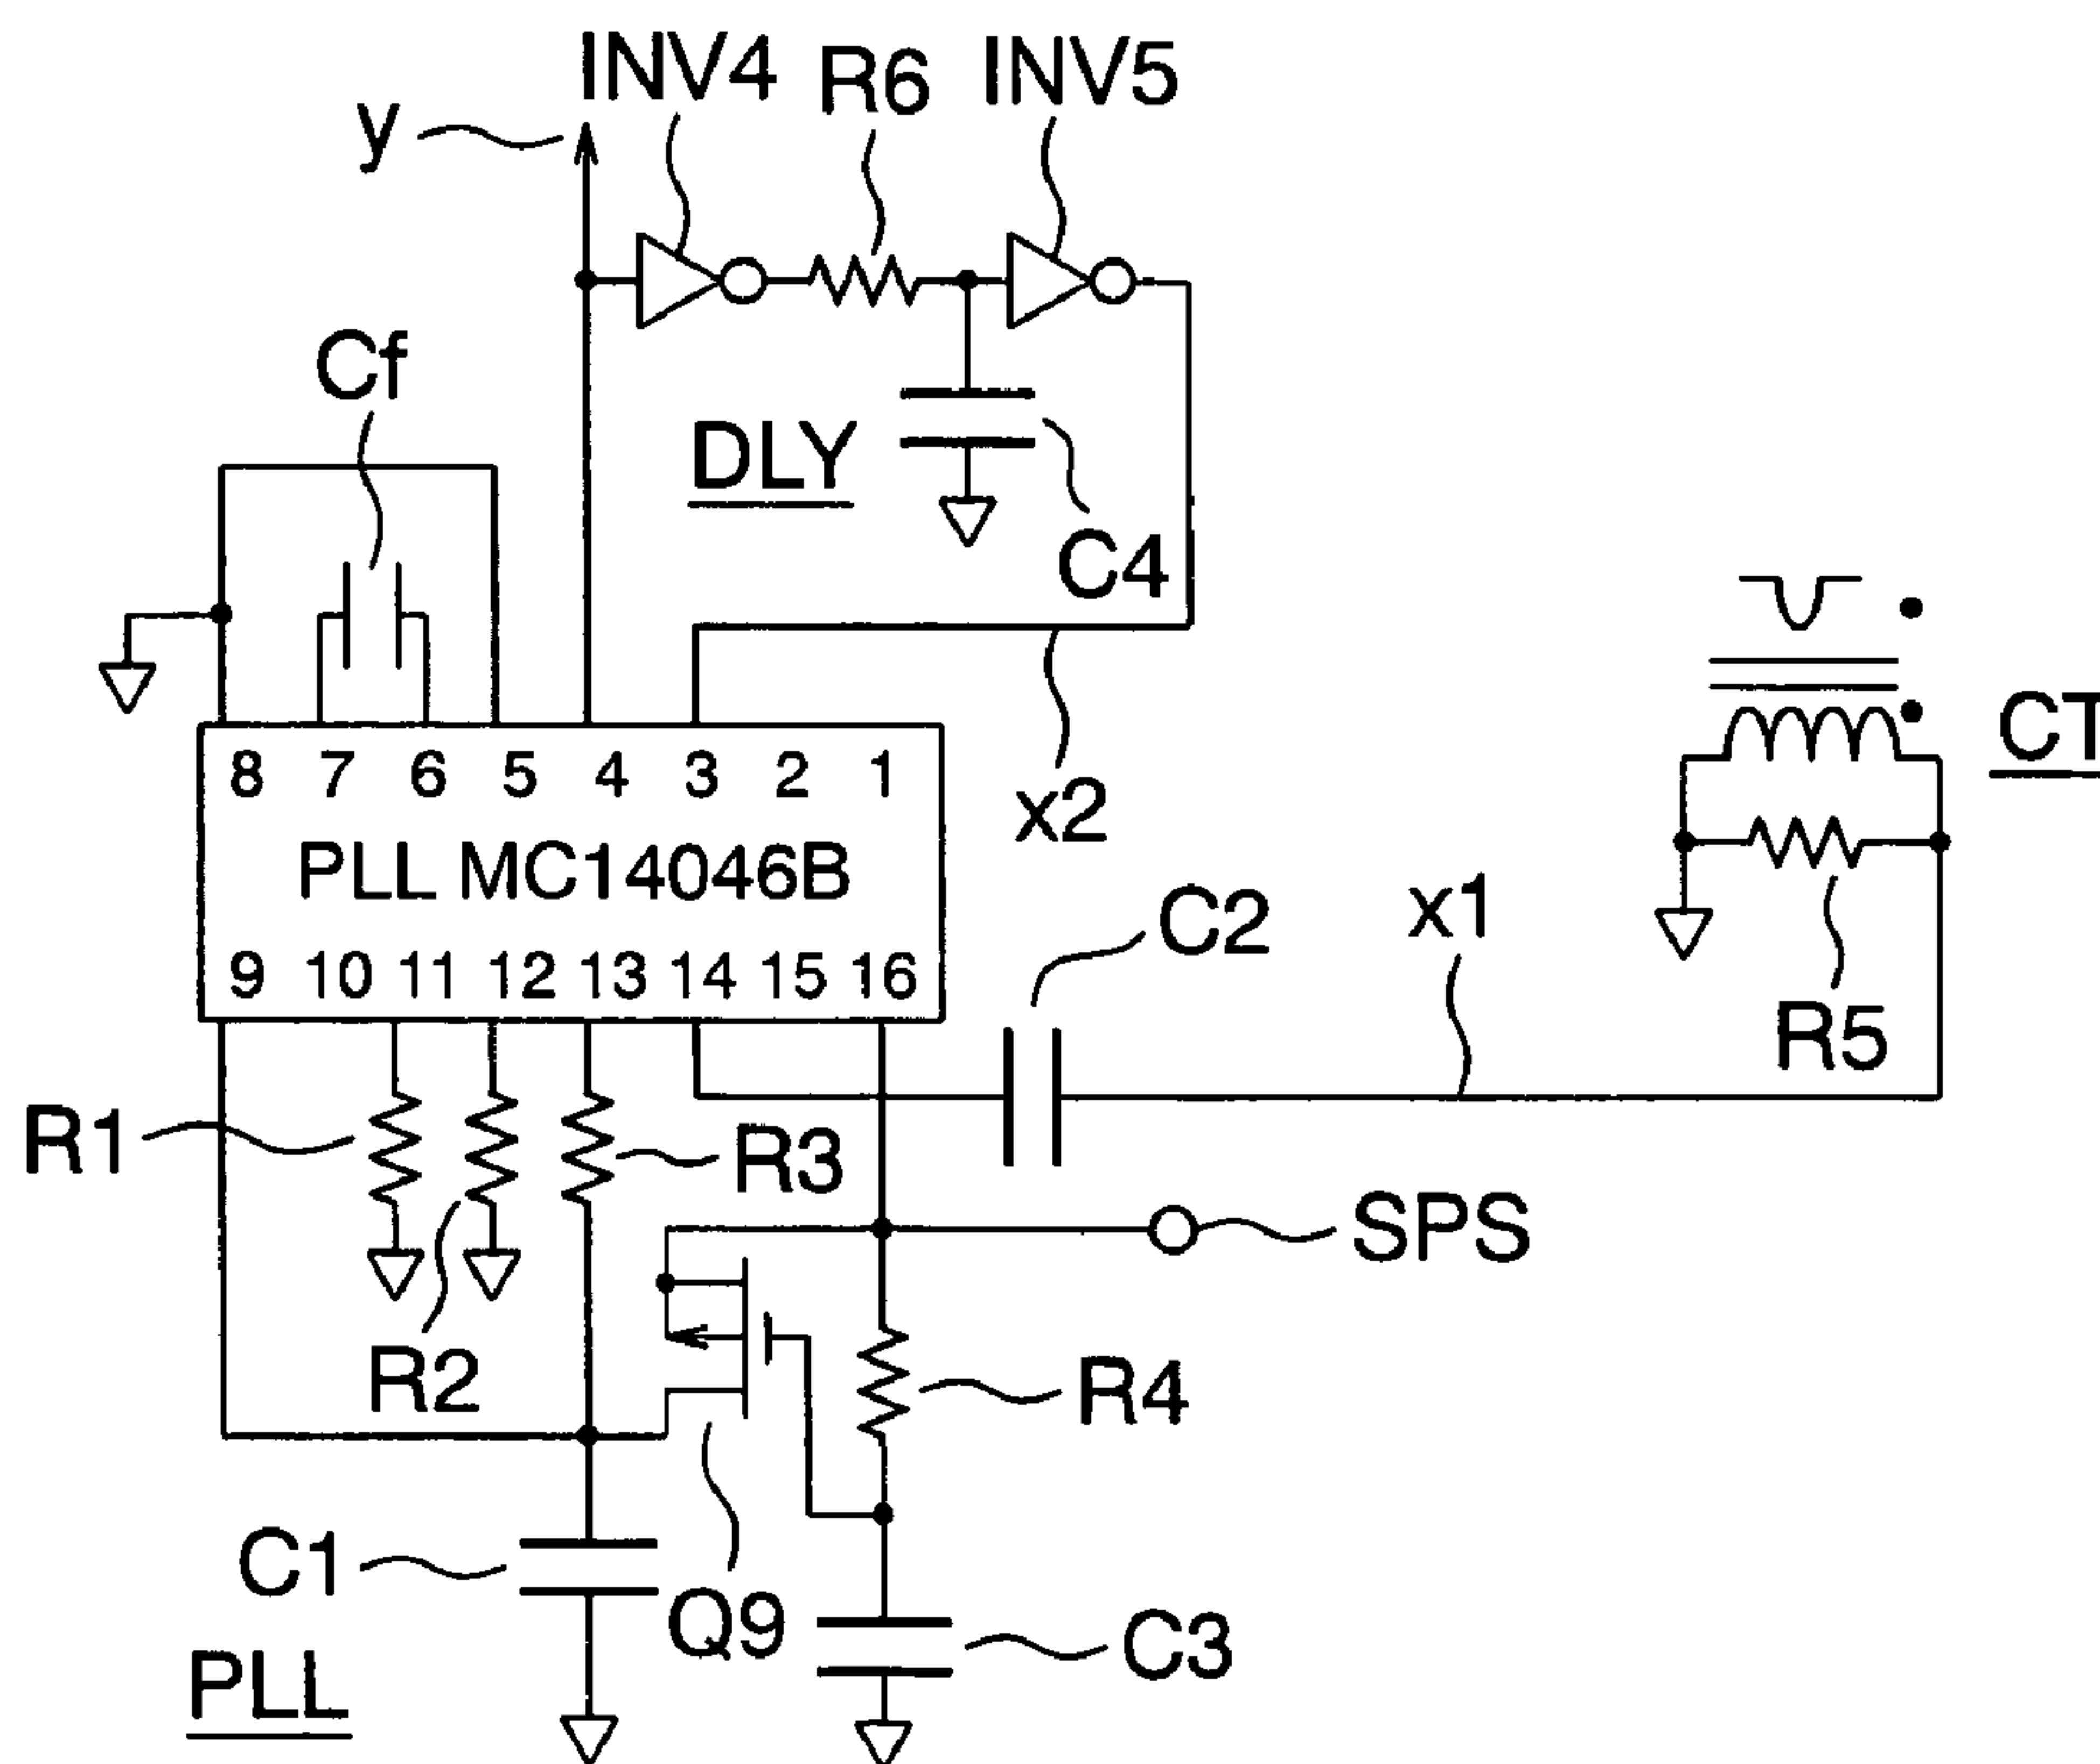 INV4 R6 INV5
y
Cf
DLY
C4
CT
8 7 6 5 4 3 2 1
x2
PLL MC14046B
C2 x1
9 10 11 12 13 14 15 16
R5
R1 R3
SPS
R2 R4
C1 Q9 C3
PLL